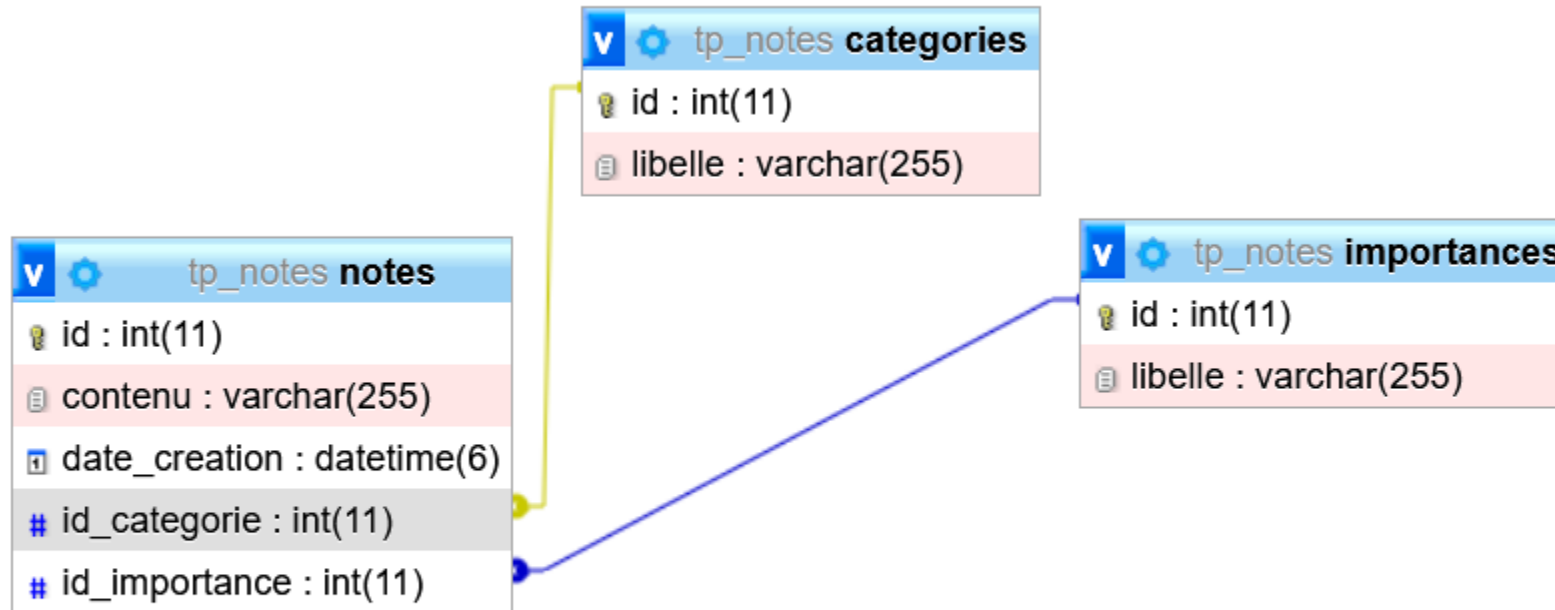 v tp_notes categories
id : int(11)
libelle : varchar(255)
v tp_notes notes
id : int(11)
contenu : varchar(255)
date_creation : datetime(6)
# id_categorie : int(11)
# id_importance : int(11)
v tp_notes importances
id : int(11)
libelle : varchar(255)